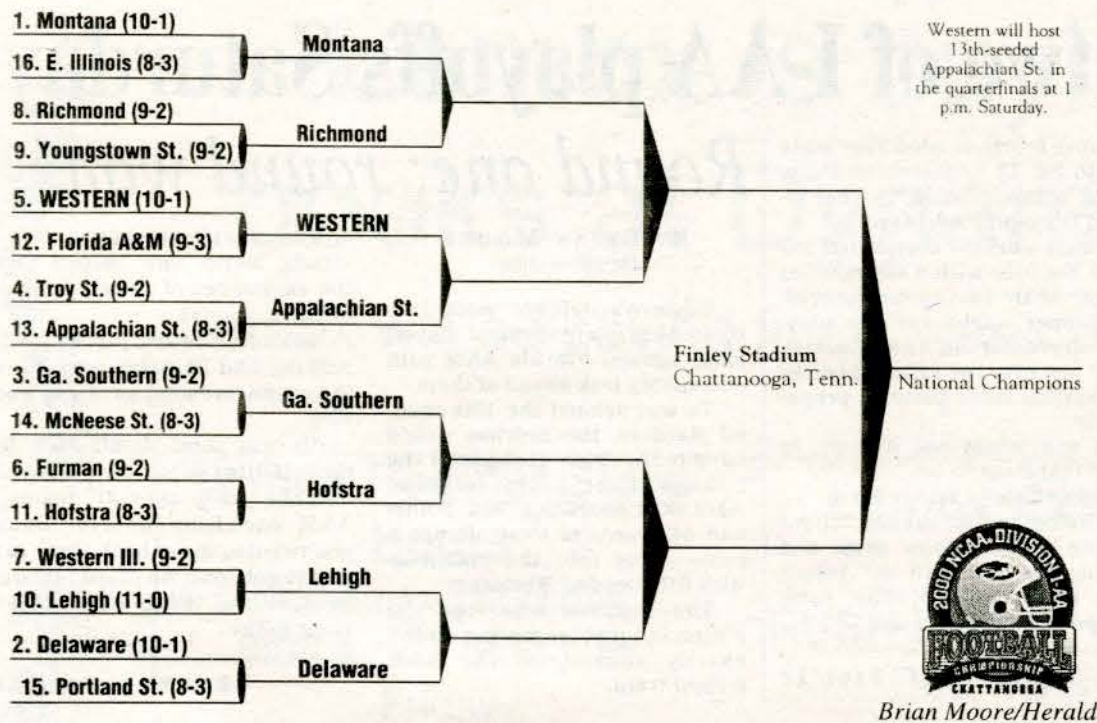 1. Montana (10-1)
16. E. Illinois (8-3)
8. Richmond (9-2)
9. Youngstown St. (9-2)
5. WESTERN (10-1)
12. Florida A&M (9-3)
4. Troy St. (9-2)
13. Appalachian St. (8-3)
3. Ga. Southern (9-2)
14. McNeese St. (8-3)
6. Furman (9-2)
11. Hofstra (8-3)
7. Western Ill. (9-2)
10. Lehigh (11-0)
2. Delaware (10-1)
15. Portland St. (8-3)
Montana
Richmond
WESTERN
Appalachian St.
Ga. Southern
Hofstra
Lehigh
Delaware
Finley Stadium
Chattanooga, Tenn.
National Champions
Western will host
13th-seeded
Appalachian St. in
the quarterfinals at 1
p.m. Saturday.
2000 NCAA DIVISION I-AA
FOOTBALL
CHAMPIONSHIP
CHATTANOOGA
Brian Moore/Herald